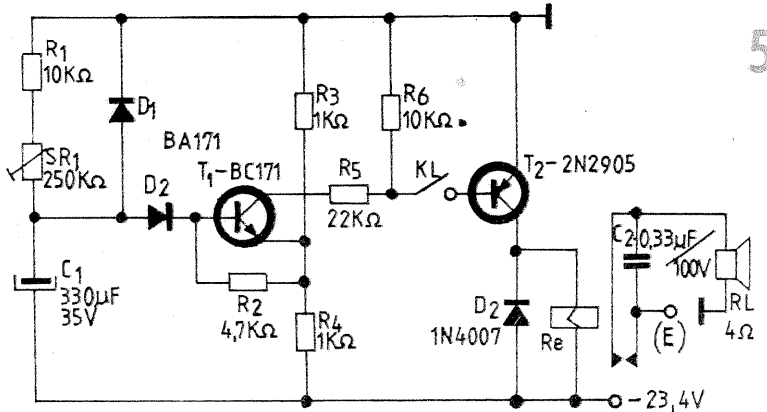 5
R1
10KΩ
SR1
250KΩ
D1
BA171
D2
T1-BC171
R3
1KΩ
R6
10KΩ
R5
22KΩ
KL
T2-2N2905
C1
330µF
35V
R2
4,7KΩ
R4
1KΩ
D2
1N4007
Re
C2-0,33µF
100V
(E)
RL
4Ω
-23,4V